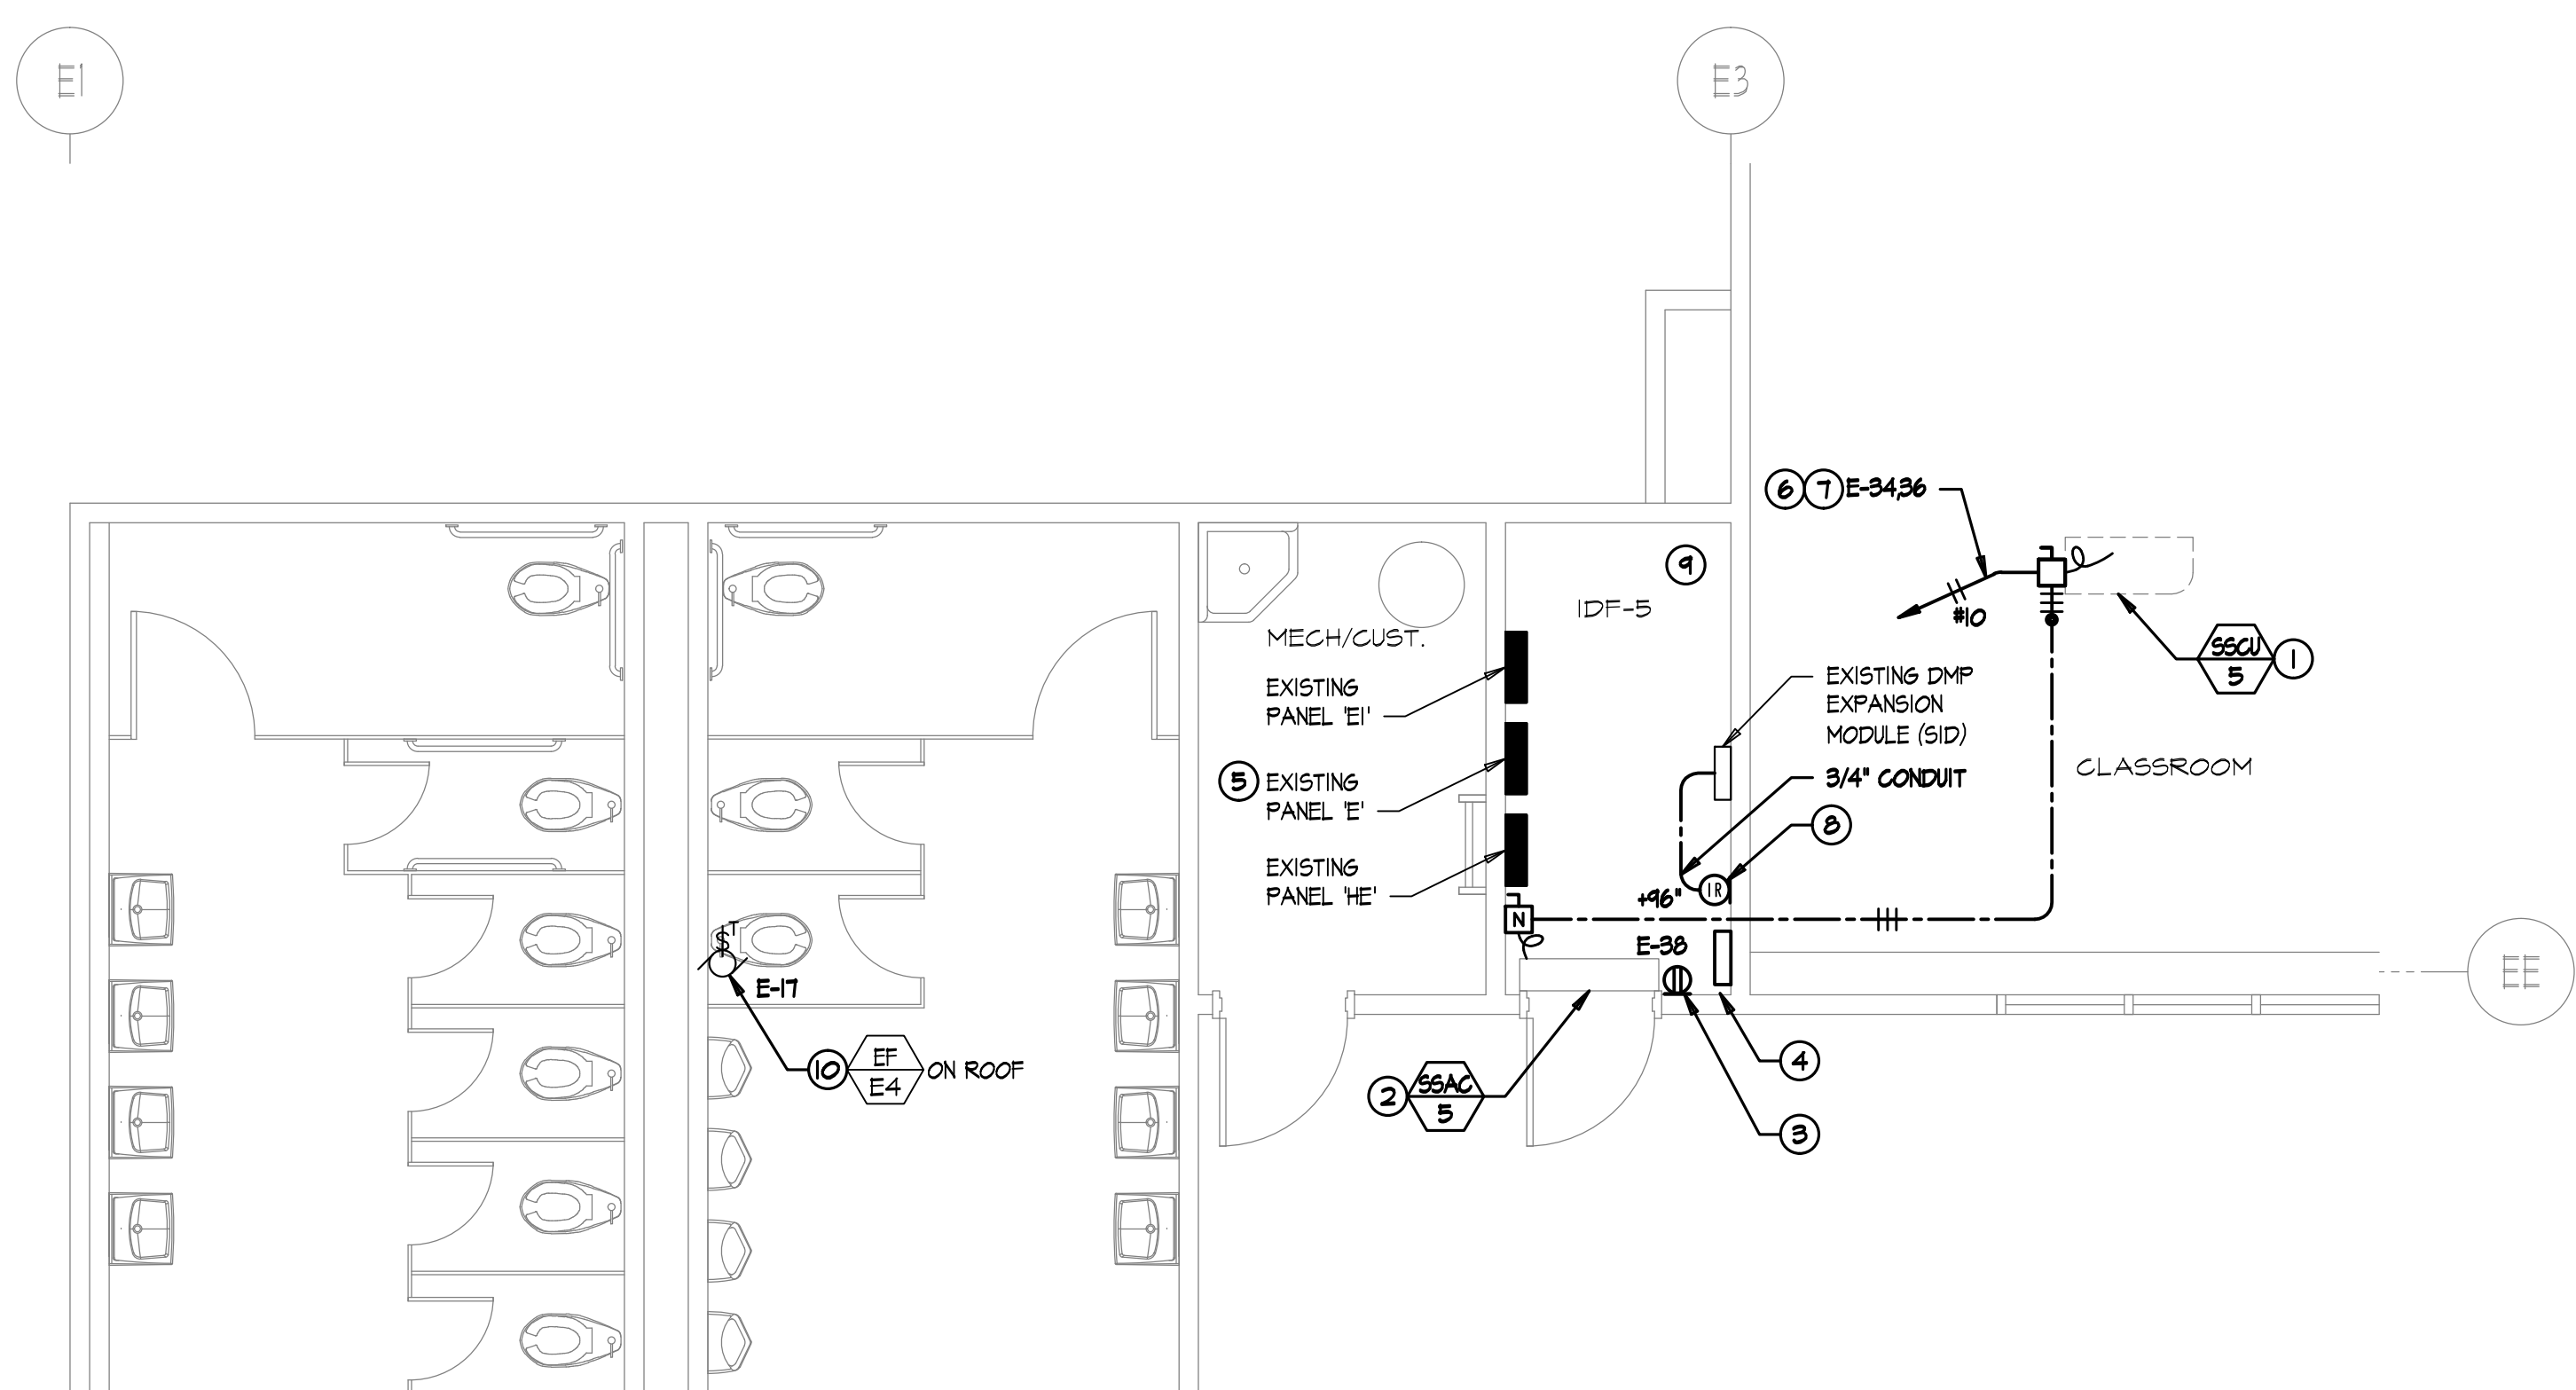 E1
E3
6 7 E-34,36
#10
9
IDF-5
MECH/CUST.
SSCU
5
1
EXISTING
PANEL 'E1'
EXISTING DMP
EXPANSION
MODULE (SID)
CLASSROOM
5 EXISTING
PANEL 'E'
3/4" CONDUIT
8
EXISTING
PANEL 'HE'
IR
+96"
N
E-38
$T
E-17
EE
10 EF
E4
ON ROOF
4
2 SSAC
5
3